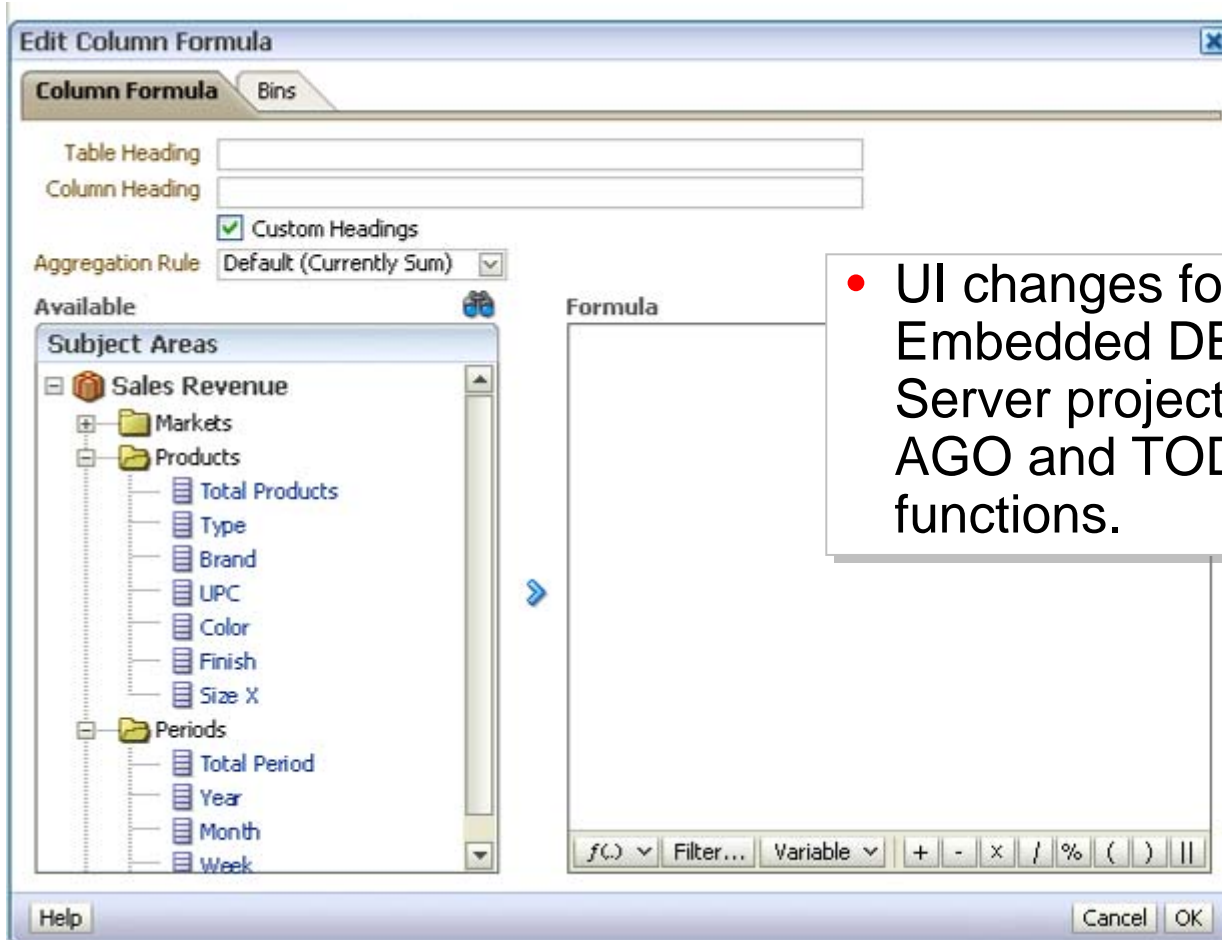 Edit Column Formula
Column Formula Bins
Table Heading
Column Heading
Custom Headings
Aggregation Rule Default (Currently Sum)
Available
Subject Areas
Sales Revenue
Markets
Products
Total Products
Type
Brand
UPC
Color
Finish
Size X
Periods
Total Period
Year
Month
Week
Formula
• UI changes fo
Embedded
Server project
AGO and
functions.
f(..) Filter... Variable + - x / % ( ) ||
Help Cancel OK